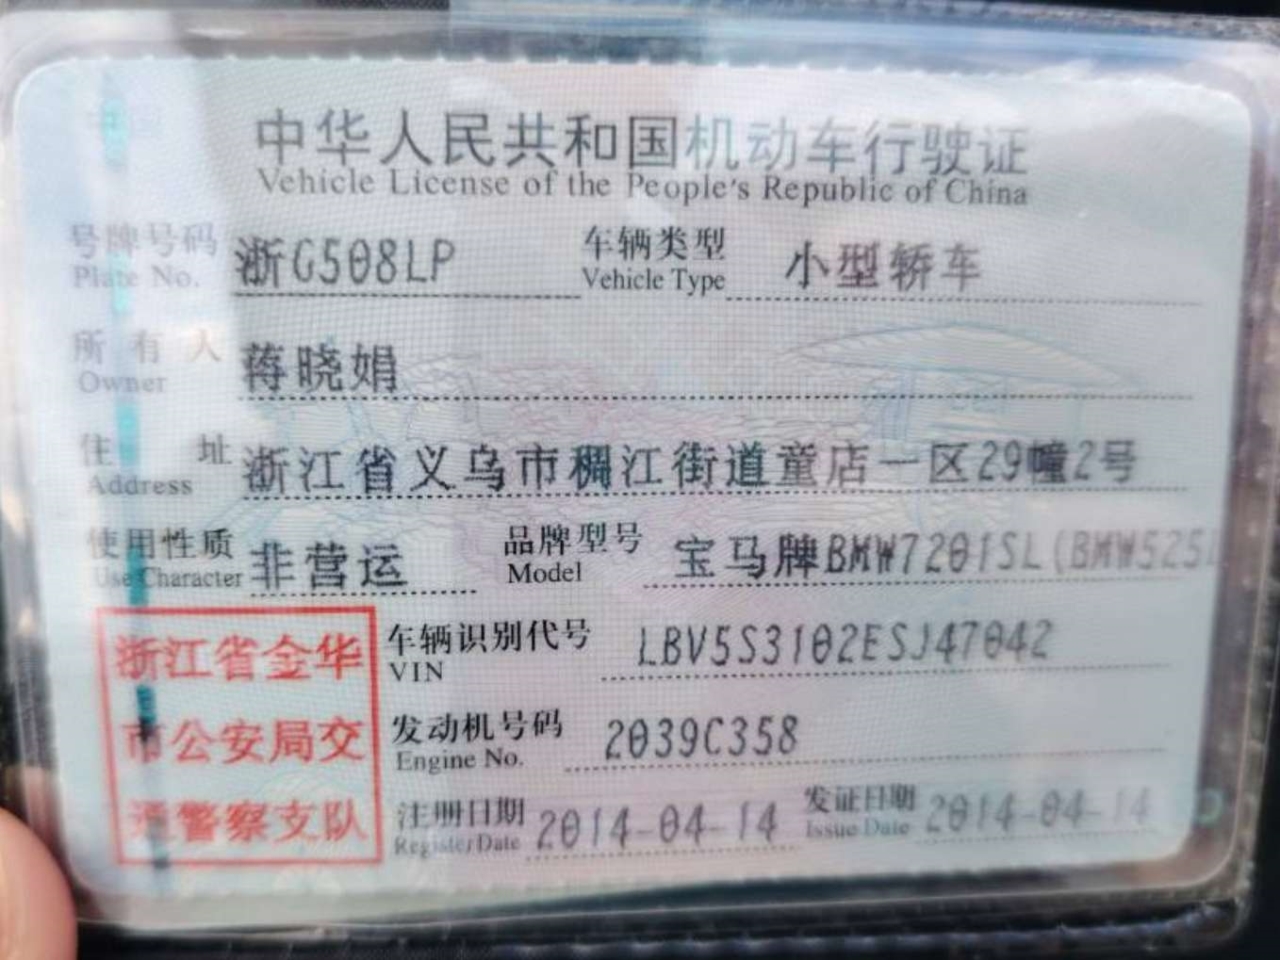 中华人民共和国机动车行驶证
Vehicle License of the People's Republic of China
号牌号码 浙G508LP 车辆类型 小型轿车
Plate No. Vehicle Type
所有人 蒋晓娟
Owner
住址 浙江省义乌市稠江街道童店一区29幢2号
Address
使用性质 非营运 品牌型号 宝马牌BMW7201SL(BMW525L
Use Character Model
浙江省金华
市公安局交
通警察支队
车辆识别代号 LBV5S3102ESJ47042
VIN
发动机号码 2039C358
Engine No.
注册日期 2014-04-14 发证日期 2014-04-14
Register Date Issue Date